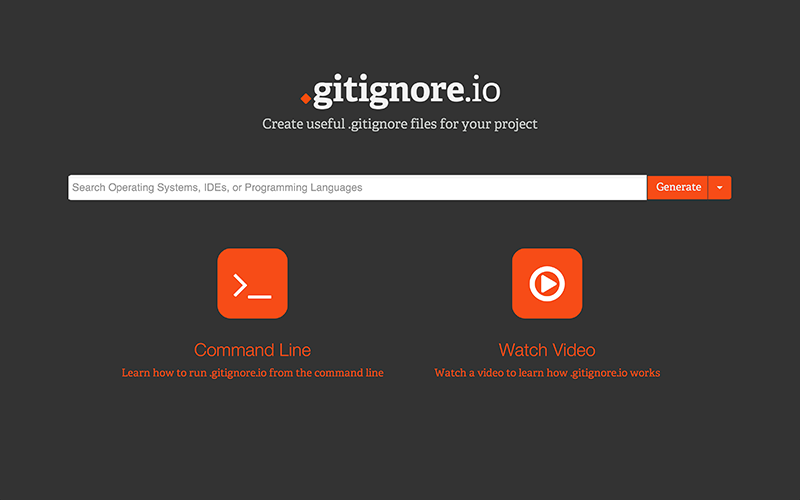 .gitignore.io
Create useful .gitignore files for your project
Search Operating Systems, IDEs, or Programming Languages
Generate
Command Line
Learn how to run .gitignore.io from the command line
Watch Video
Watch a video to learn how .gitignore.io works